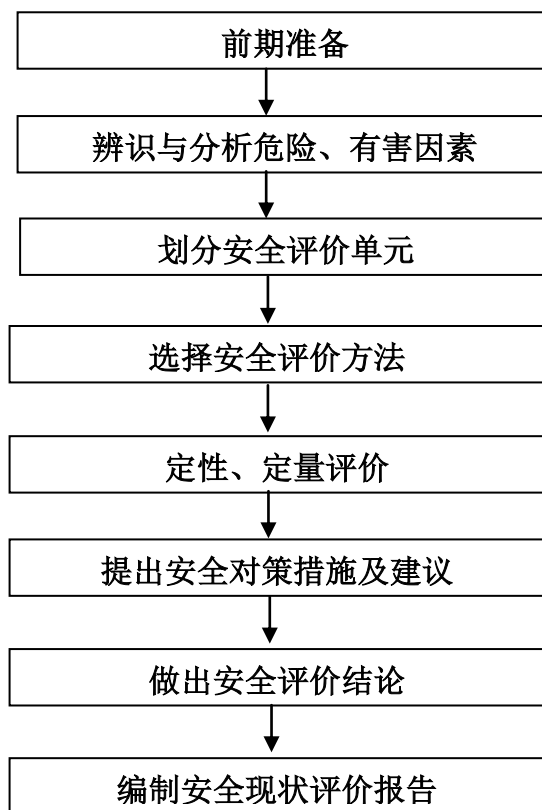 前期准备
辨识与分析危险、有害因素
划分安全评价单元
选择安全评价方法
定性、定量评价
提出安全对策措施及建议
做出安全评价结论
编制安全现状评价报告